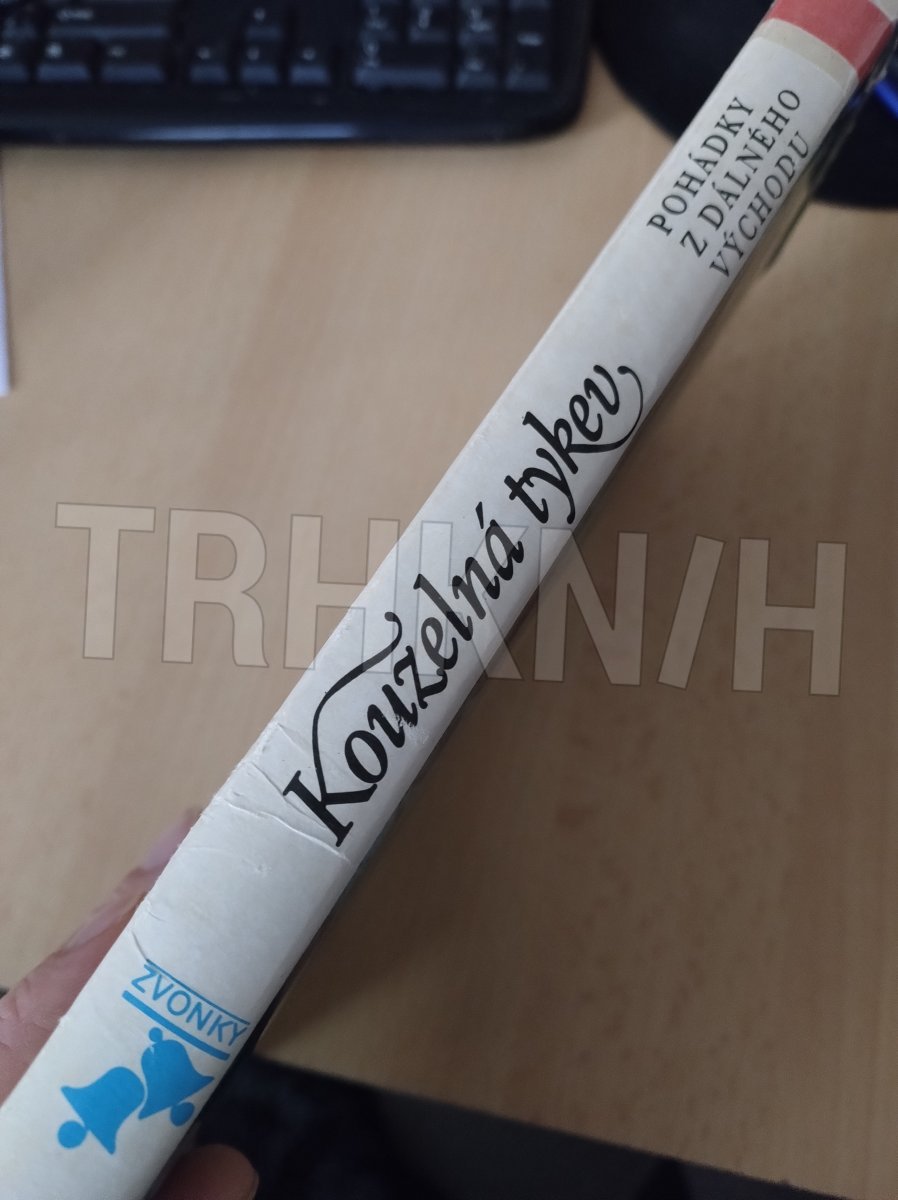 POHÁDKY
Z DÁLNÉHO
VÝCHODU
Kouzelná tykev
TRHKNIH
ZVONKY